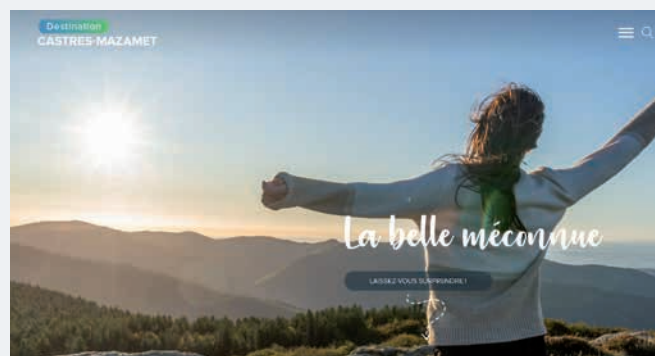 Destination
CASTRES-MAZAMET
La belle méconnue
LAISSEZ-VOUS SURPRENDRE !